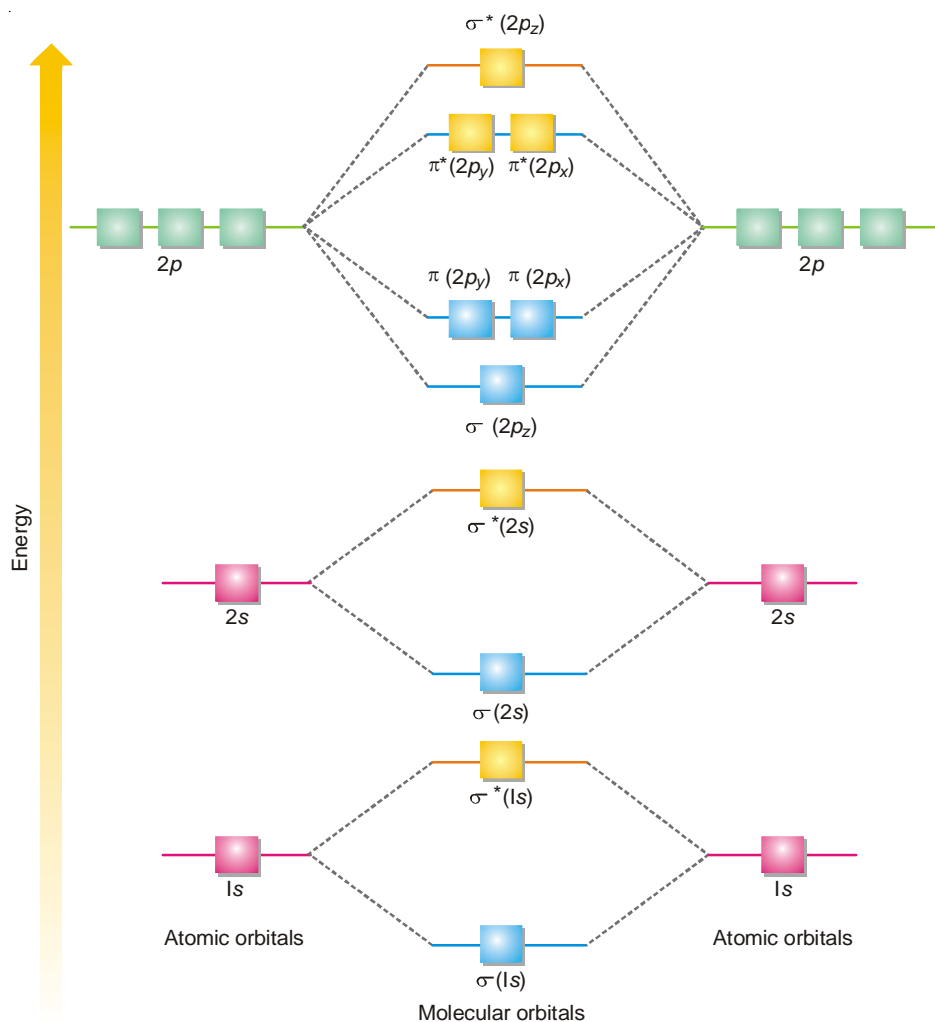 σ* (2pz)
π*(2py) π*(2px)
2p 2p
π (2py) π (2px)
σ (2pz)
Energy
σ*(2s)
2s 2s
σ(2s)
σ*(1s)
1s 1s
Atomic orbitals Atomic orbitals
σ(1s)
Molecular orbitals